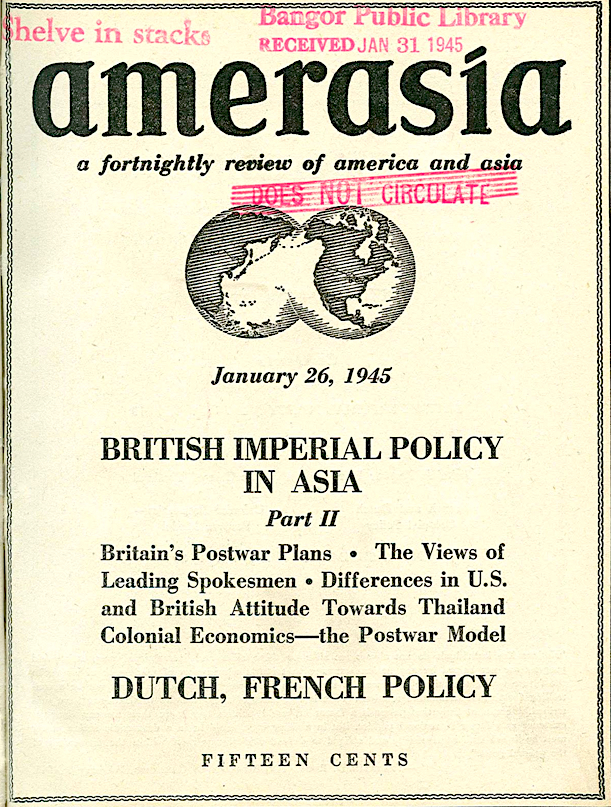 Shelve in stacks
Bangor Public Library
RECEIVED JAN 31 1945
amerasia
a fortnightly review of america and asia
DOES NOT CIRCULATE
January 26, 1945
BRITISH IMPERIAL POLICY
IN ASIA
Part II
Britain's Postwar Plans • The Views of
Leading Spokesmen • Differences in U.S.
and British Attitude Towards Thailand
Colonial Economics—the Postwar Model
DUTCH, FRENCH POLICY
FIFTEEN CENTS